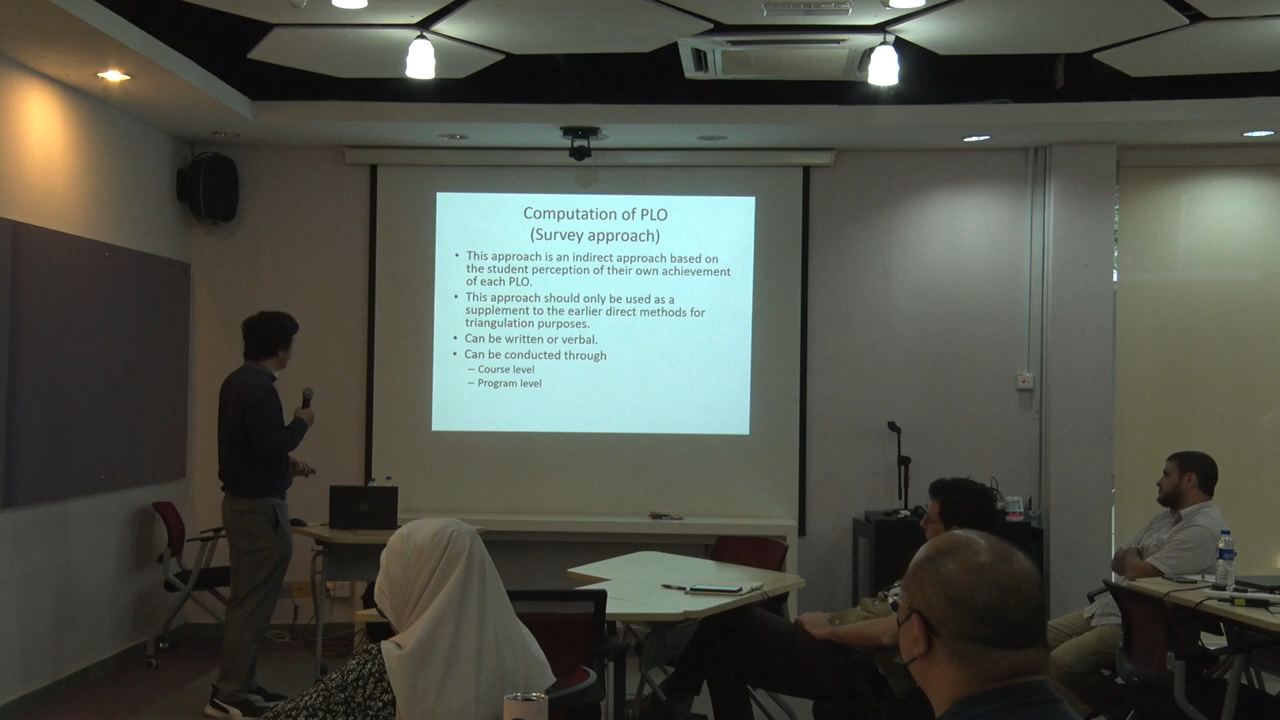 Computation of PLO
(Survey approach)
• This approach is an indirect approach based on
the student perception of their own achievement
of each PLO.
• This approach should only be used as a
supplement to the earlier direct methods for
triangulation purposes.
• Can be written or verbal.
• Can be conducted through
– Course level
– Program level